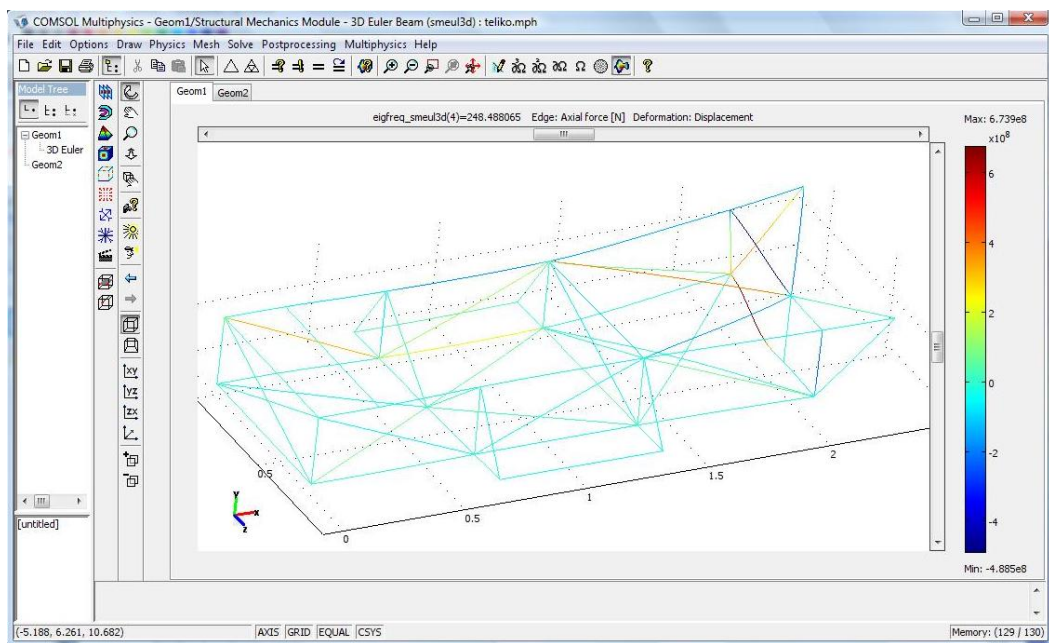 COMSOL Multiphysics - Geom1/Structural Mechanics Module - 3D Euler Beam (smeul3d) : teliko.mph
File Edit Options Draw Physics Mesh Solve Postprocessing Multiphysics Help
Model Tree
Geom1
3D Euler
Geom2
Geom1 Geom2
eigfreq_smeul3d(4)=248.488065 Edge: Axial force [N] Deformation: Displacement
Max: 6.739e8
x10^8
6
4
2
0
-2
-4
Min: -4.885e8
0.5
0
0.5
1
1.5
2
y
x
z
xy
yz
zx
[untitled]
(-5.188, 6.261, 10.682)
AXIS GRID EQUAL CSYS
Memory: (129 / 130)